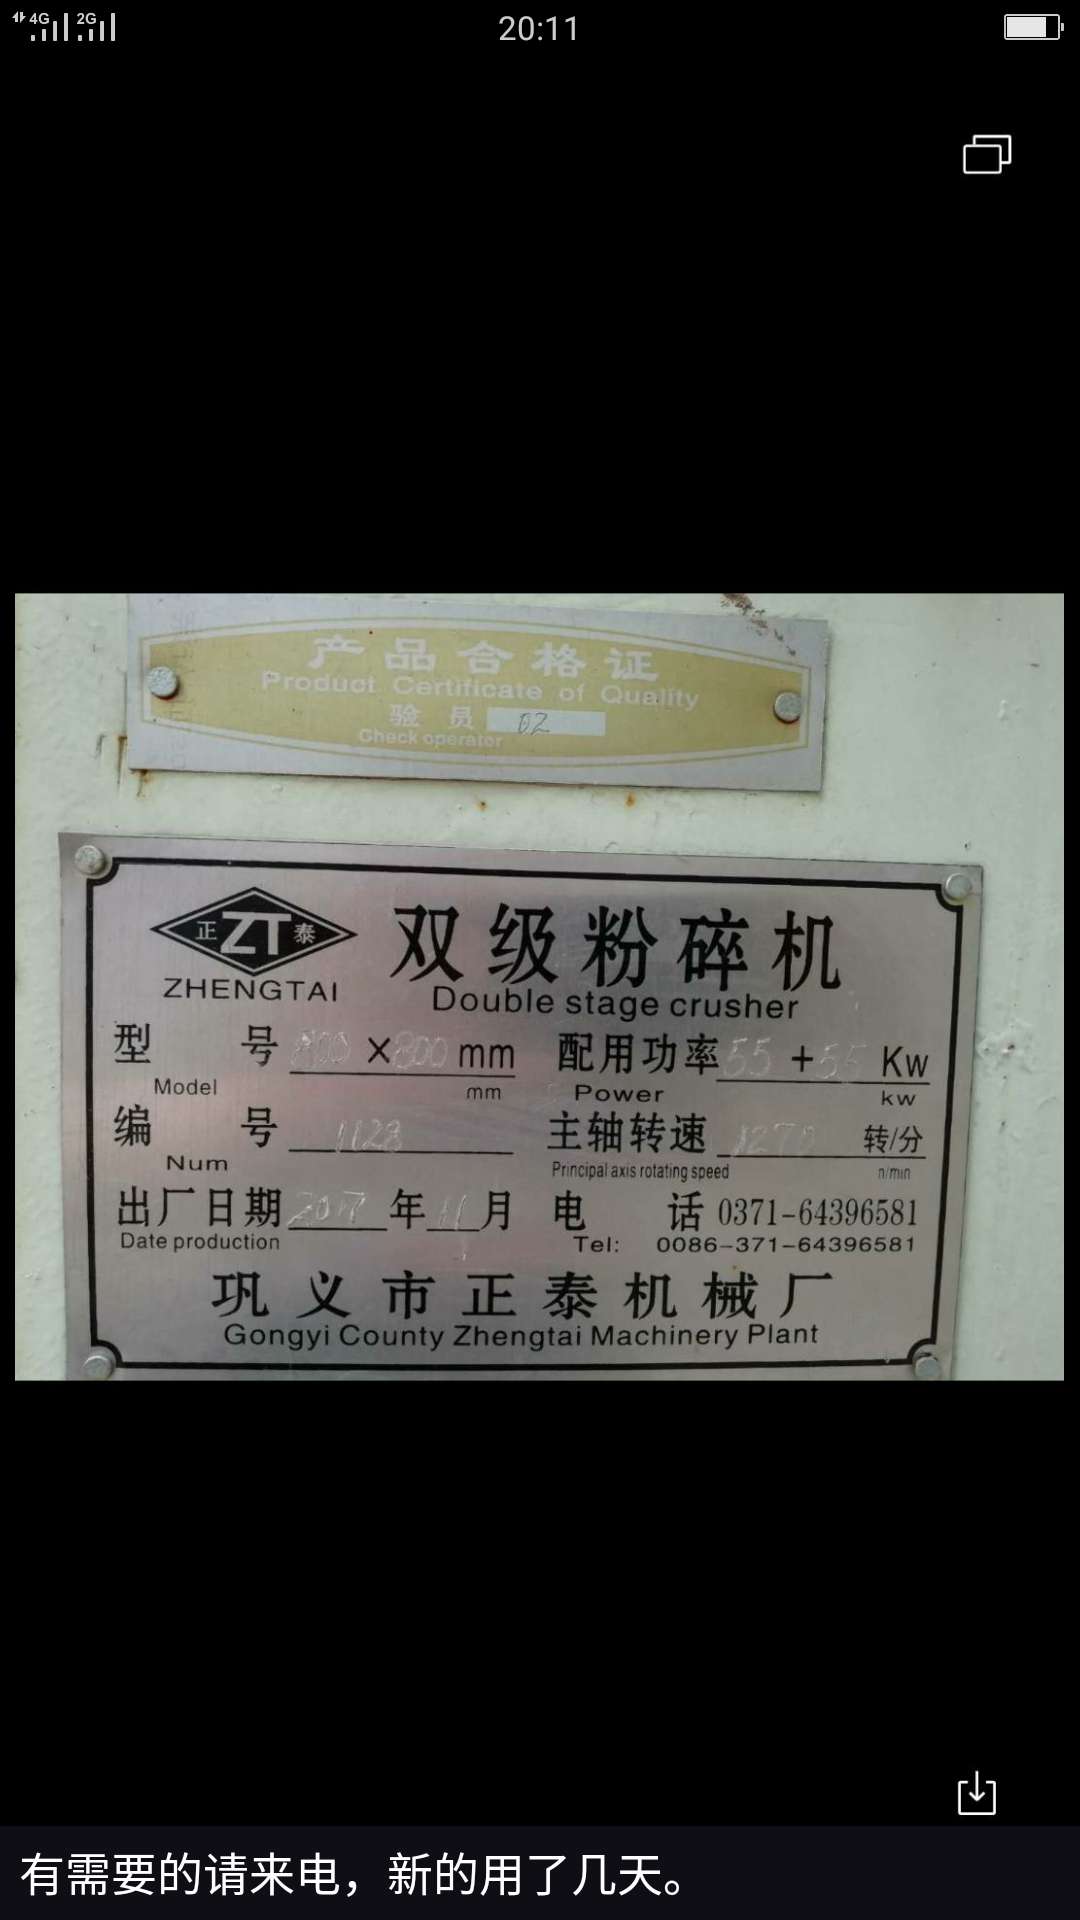 4G 2G 20:11
产品合格证
Product Certificate of Quality
验 员 02
Check operator
正 ZT 泰
ZHENGTAI
双级粉碎机
Double stage crusher
型 号 800 ×800 mm 配用功率 55 + 55 Kw
Model mm Power kw
编 号 1128 主轴转速 1270 转/分
Num Principal axis rotating speed n/min
出厂日期 2017 年 11 月 电 话 0371-64396581
Date production Tel: 0086-371-64396581
巩义市正泰机械厂
Gongyi County Zhengtai Machinery Plant
有需要的请来电，新的用了几天。